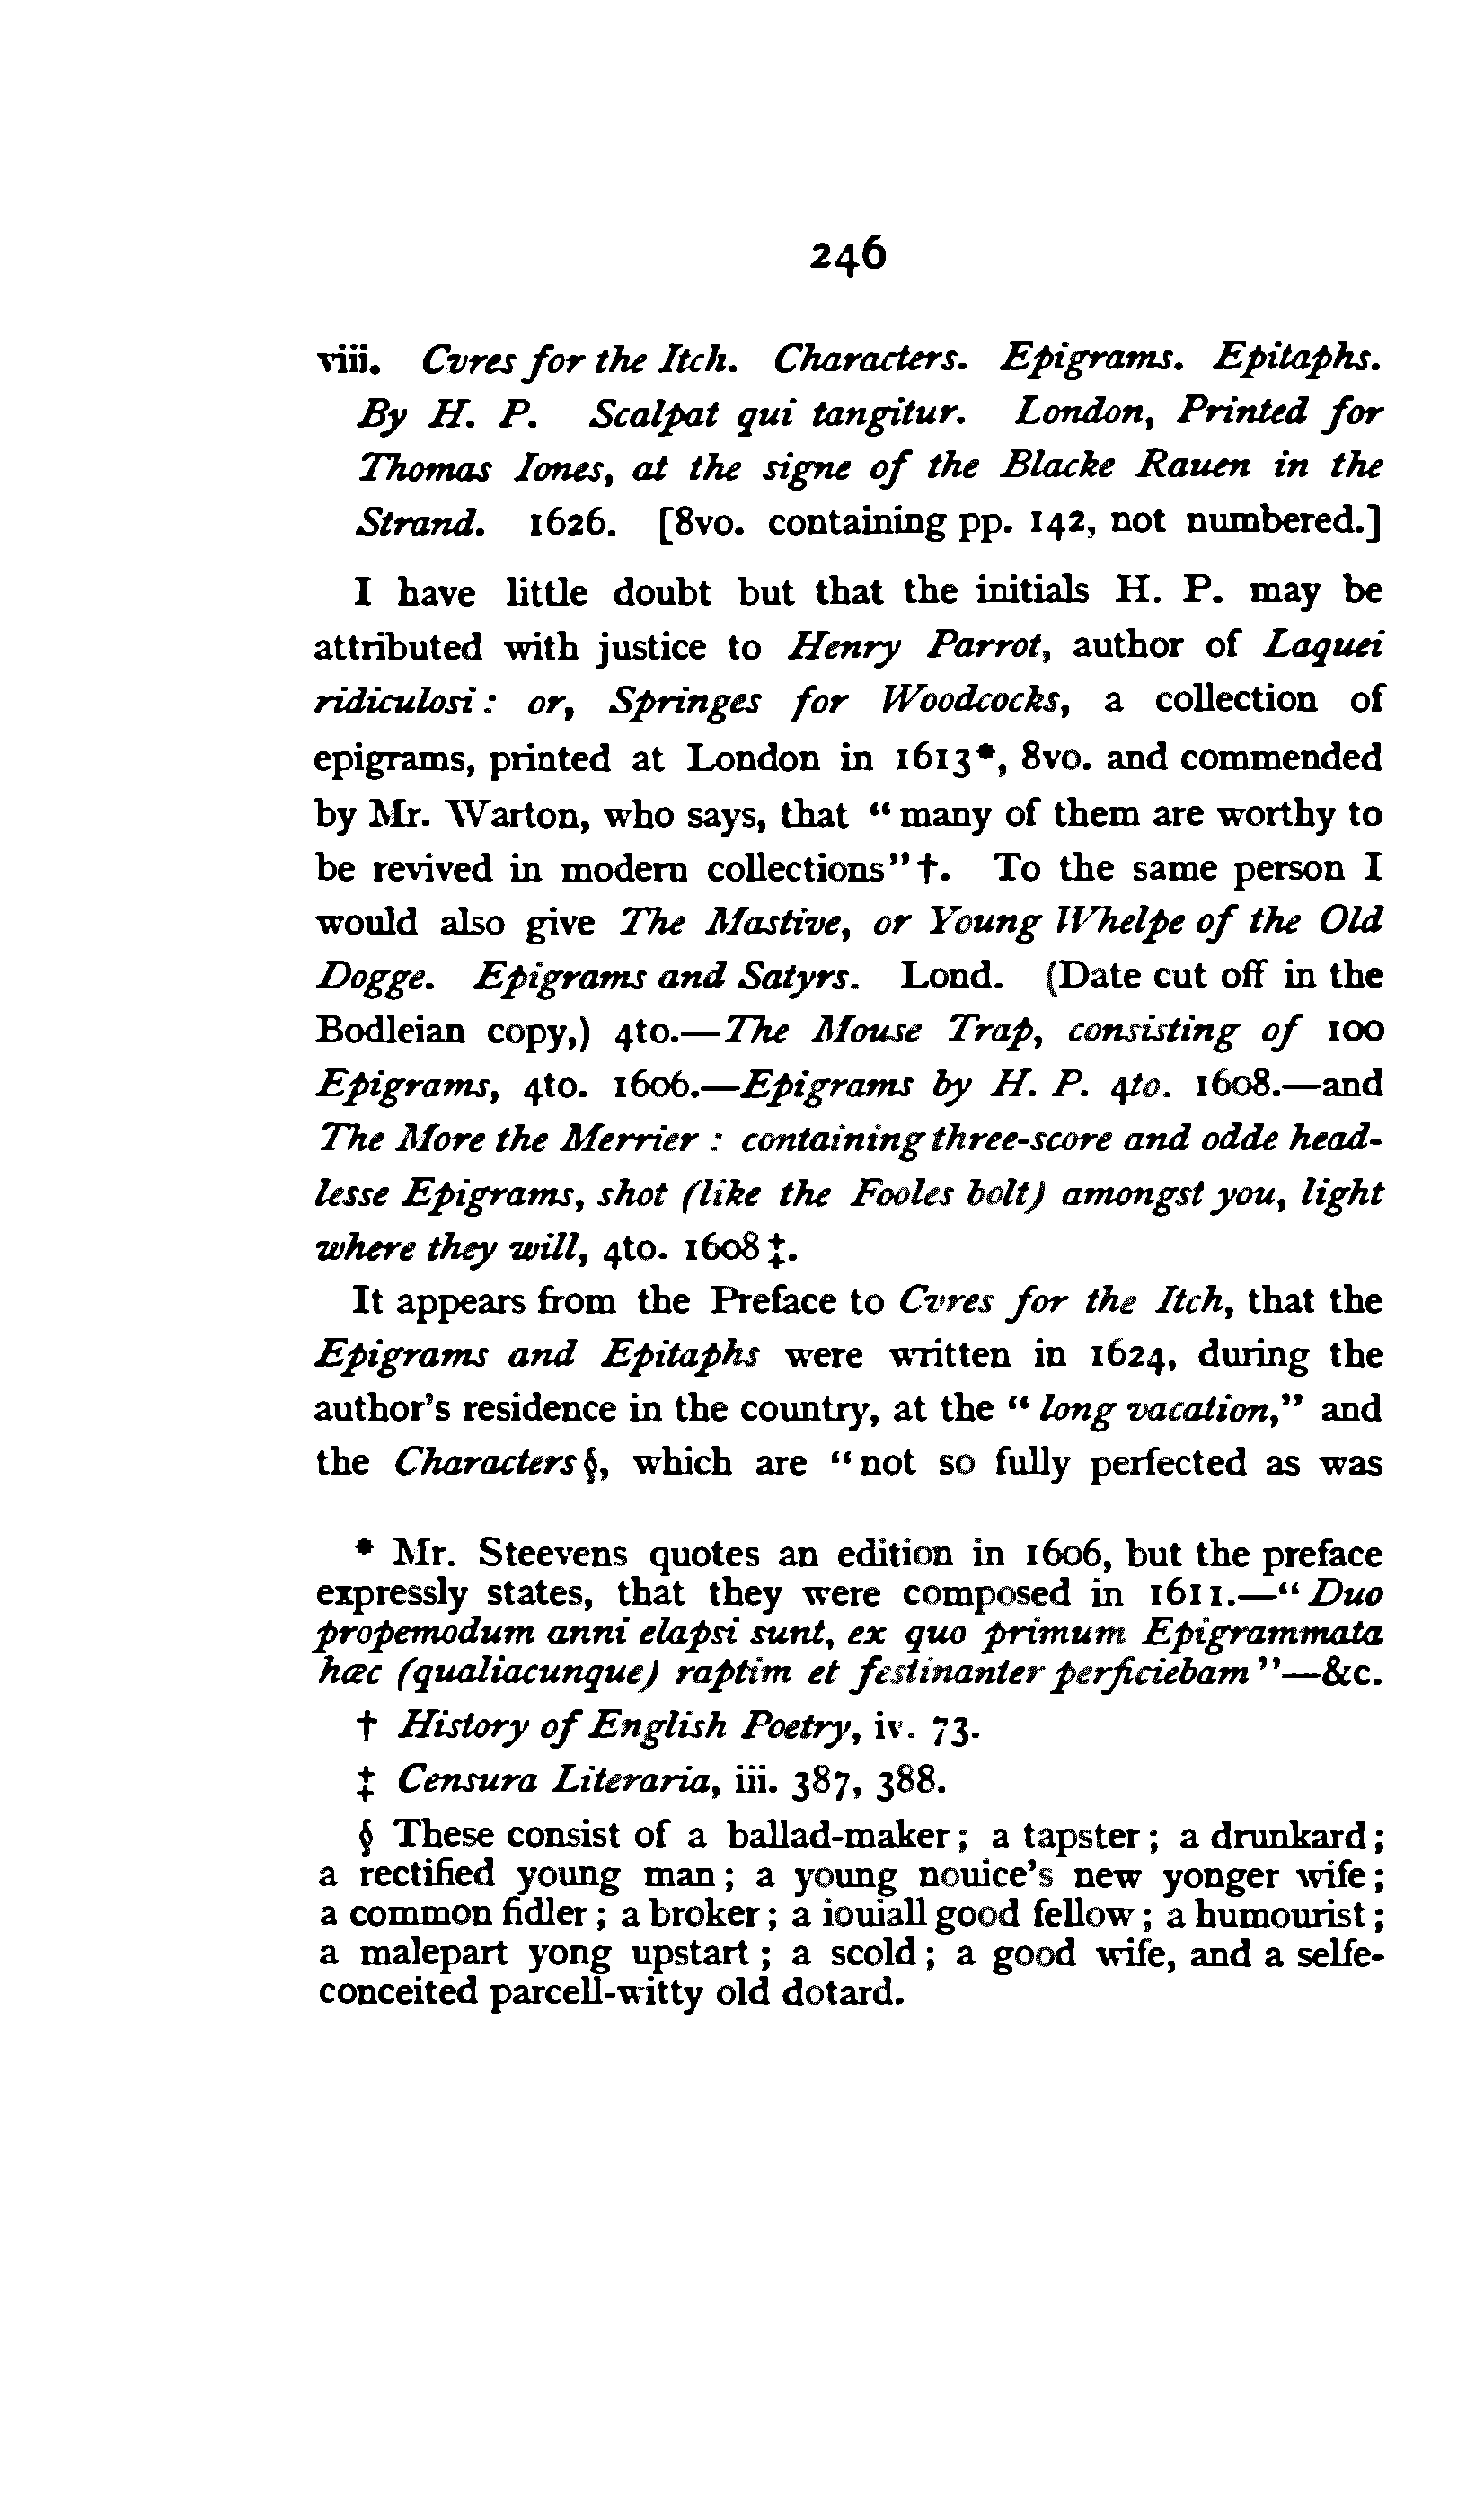 246
viii. Cvres for the Itch. Characters. Epigrams. Epitaphs.
By H. P. Scalpat qui tangitur. London, Printed for
Thomas Iones, at the signe of the Blacke Rauen in the
Strand. 1626. [8vo. containing pp. 142, not numbered.]
I have little doubt but that the initials H. P. may be
attributed with justice to Henry Parrot, author of Laquei
ridiculosi: or, Springes for Woodcocks, a collection of
epigrams, printed at London in 1613*, 8vo. and commended
by Mr. Warton, who says, that "many of them are worthy to
be revived in modern collections"†. To the same person I
would also give The Mastive, or Young Whelpe of the Old
Dogge. Epigrams and Satyrs. Lond. (Date cut off in the
Bodleian copy,) 4to.—The Mouse Trap, consisting of 100
Epigrams, 4to. 1606.—Epigrams by H. P. 4to. 1608.—and
The More the Merrier: containing three-score and odde head-
lesse Epigrams, shot (like the Fooles bolt) amongst you, light
where they will, 4to. 1608‡.
It appears from the Preface to Cvres for the Itch, that the
Epigrams and Epitaphs were written in 1624, during the
author's residence in the country, at the "long vacation," and
the Characters§, which are "not so fully perfected as was
* Mr. Steevens quotes an edition in 1606, but the preface
expressly states, that they were composed in 1611.—"Duo
propemodum anni elapsi sunt, ex quo primum Epigrammata
hæc (qualiacunque) raptim et festinanter perficiebam"—&c.
† History of English Poetry, iv. 73.
‡ Censura Literaria, iii. 387, 388.
§ These consist of a ballad-maker; a tapster; a drunkard;
a rectified young man; a young nouice's new yonger wife;
a common fidler; a broker; a iouiall good fellow; a humourist;
a malepart yong upstart; a scold; a good wife, and a selfe-
conceited parcell-witty old dotard.